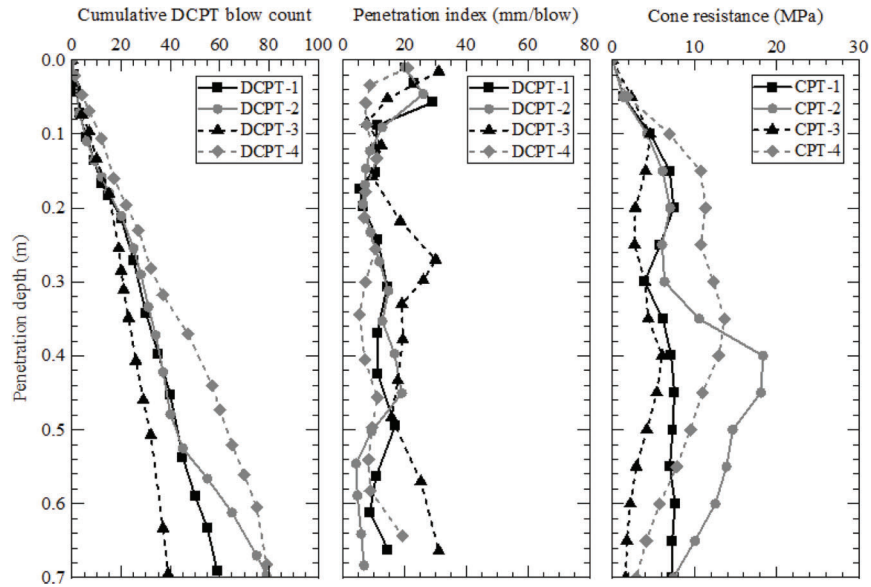 Cumulative DCPT blow count
0 20 40 60 80 100
Penetration index (mm/blow)
0 20 40 60 80
Cone resistance (MPa)
0 10 20 30
Penetration depth (m)
0.0
0.1
0.2
0.3
0.4
0.5
0.6
0.7
DCPT-1
DCPT-2
DCPT-3
DCPT-4
DCPT-1
DCPT-2
DCPT-3
DCPT-4
CPT-1
CPT-2
CPT-3
CPT-4